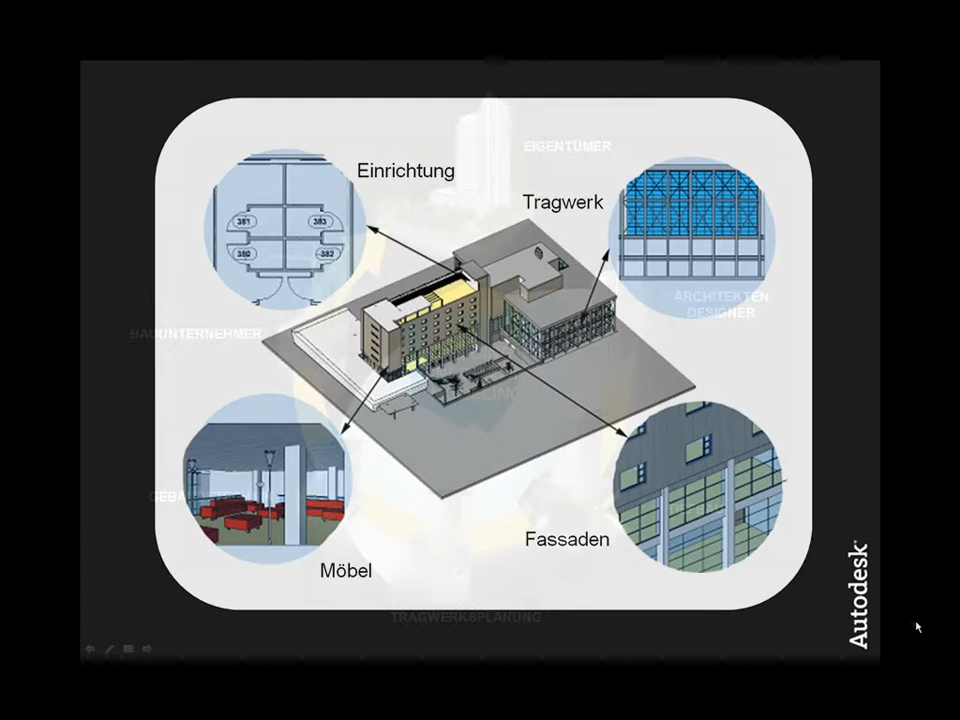 EIGENTÜMER
Einrichtung
Tragwerk
381
383
380
382
ARCHITEKTEN
DESIGNER
BAUUNTERNEHMER
Fassaden
Möbel
TRAGWERKSPLANUNG
Autodesk